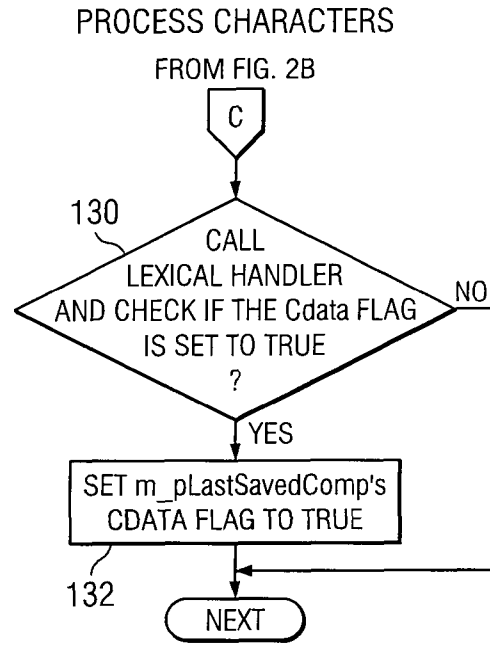 PROCESS CHARACTERS
FROM FIG. 2B
C
130
CALL
LEXICAL HANDLER
AND CHECK IF THE Cdata FLAG
IS SET TO TRUE
?
NO
YES
SET m_pLastSavedComp's
CDATA FLAG TO TRUE
132
NEXT